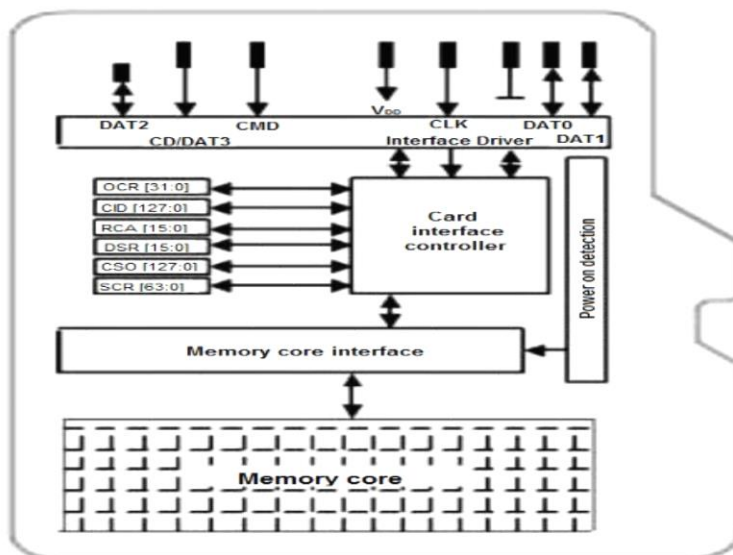 DAT2
CD/DAT3
CMD
VDD
CLK
Interface Driver
DAT0
DAT1
OCR [31:0]
CID [127:0]
RCA [15:0]
DSR [15:0]
CSO [127:0]
SCR [63:0]
Card
interface
controller
Power on detection
Memory core interface
Memory core